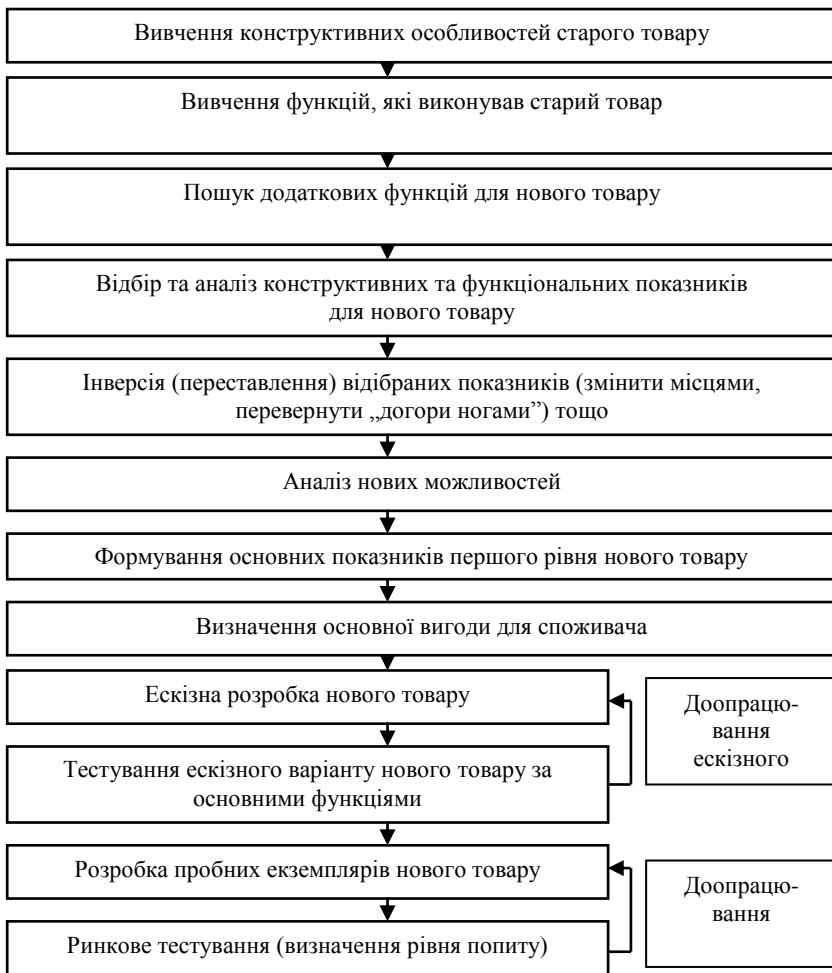 Вивчення конструктивних особливостей старого товару
Вивчення функцій, які виконував старий товар
Пошук додаткових функцій для нового товару
Відбір та аналіз конструктивних та функціональних показників
для нового товару
Інверсія (переставлення) відібраних показників (змінити місцями,
перевернути „догори ногами”) тощо
Аналіз нових можливостей
Формування основних показників першого рівня нового товару
Визначення основної вигоди для споживача
Ескізна розробка нового товару
Доопрацю-
вання
ескізного
Тестування ескізного варіанту нового товару за
основними функціями
Розробка пробних екземплярів нового товару
Доопрацю-
вання
Ринкове тестування (визначення рівня попиту)